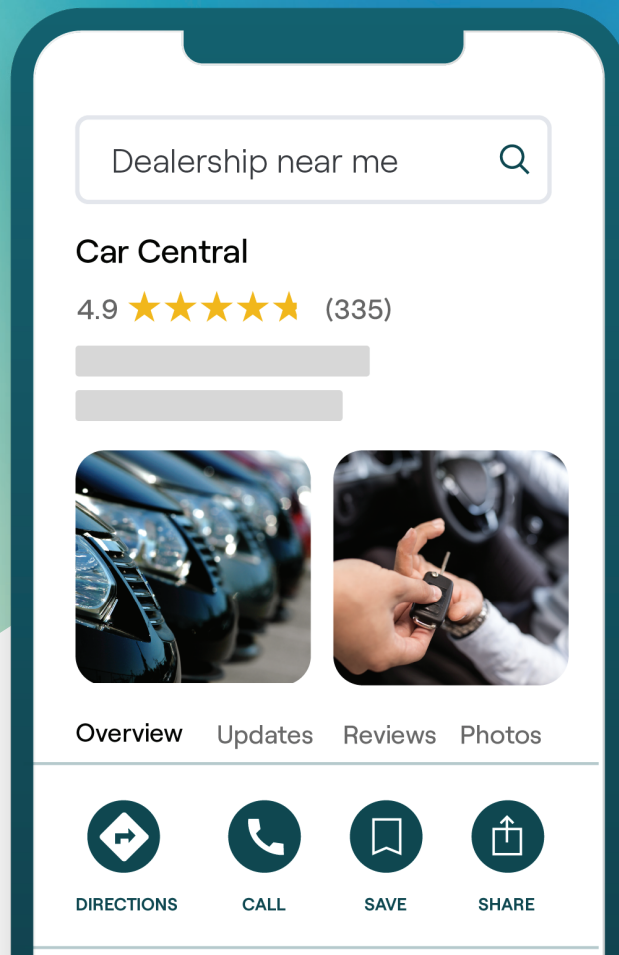 Dealership near me
Car Central
4.9 ★★★★★ (335)
Overview Updates Reviews Photos
DIRECTIONS CALL SAVE SHARE